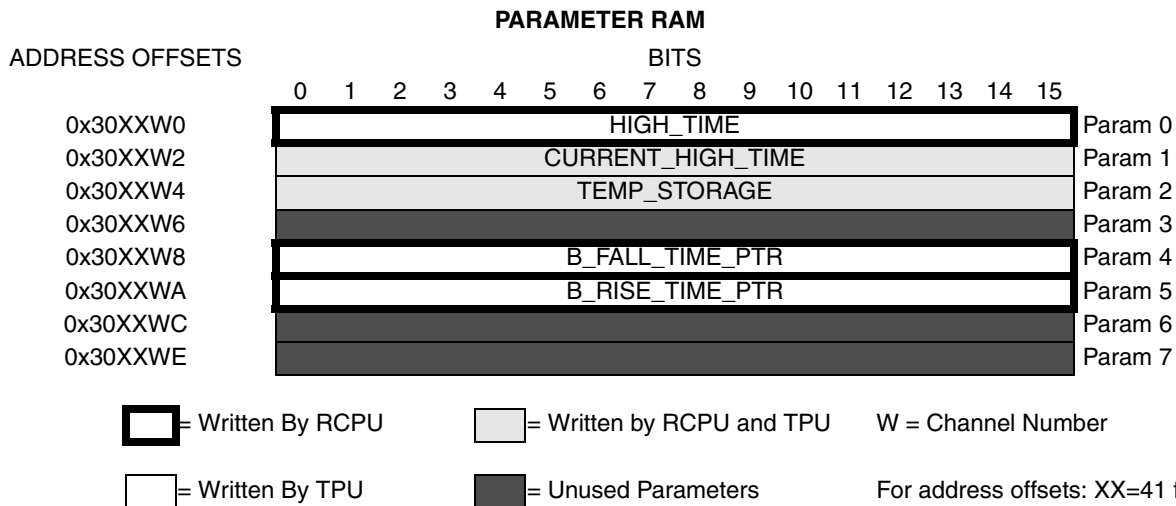 PARAMETER RAM
ADDRESS OFFSETS BITS
0 1 2 3 4 5 6 7 8 9 10 11 12 13 14 15
0x30XXW0 HIGH_TIME Param 0
0x30XXW2 CURRENT_HIGH_TIME Param 1
0x30XXW4 TEMP_STORAGE Param 2
0x30XXW6 Param 3
0x30XXW8 B_FALL_TIME_PTR Param 4
0x30XXWA B_RISE_TIME_PTR Param 5
0x30XXWC Param 6
0x30XXWE Param 7
= Written By RCPU = Written by RCPU and TPU W = Channel Number
= Written By TPU = Unused Parameters For address offsets: XX=41